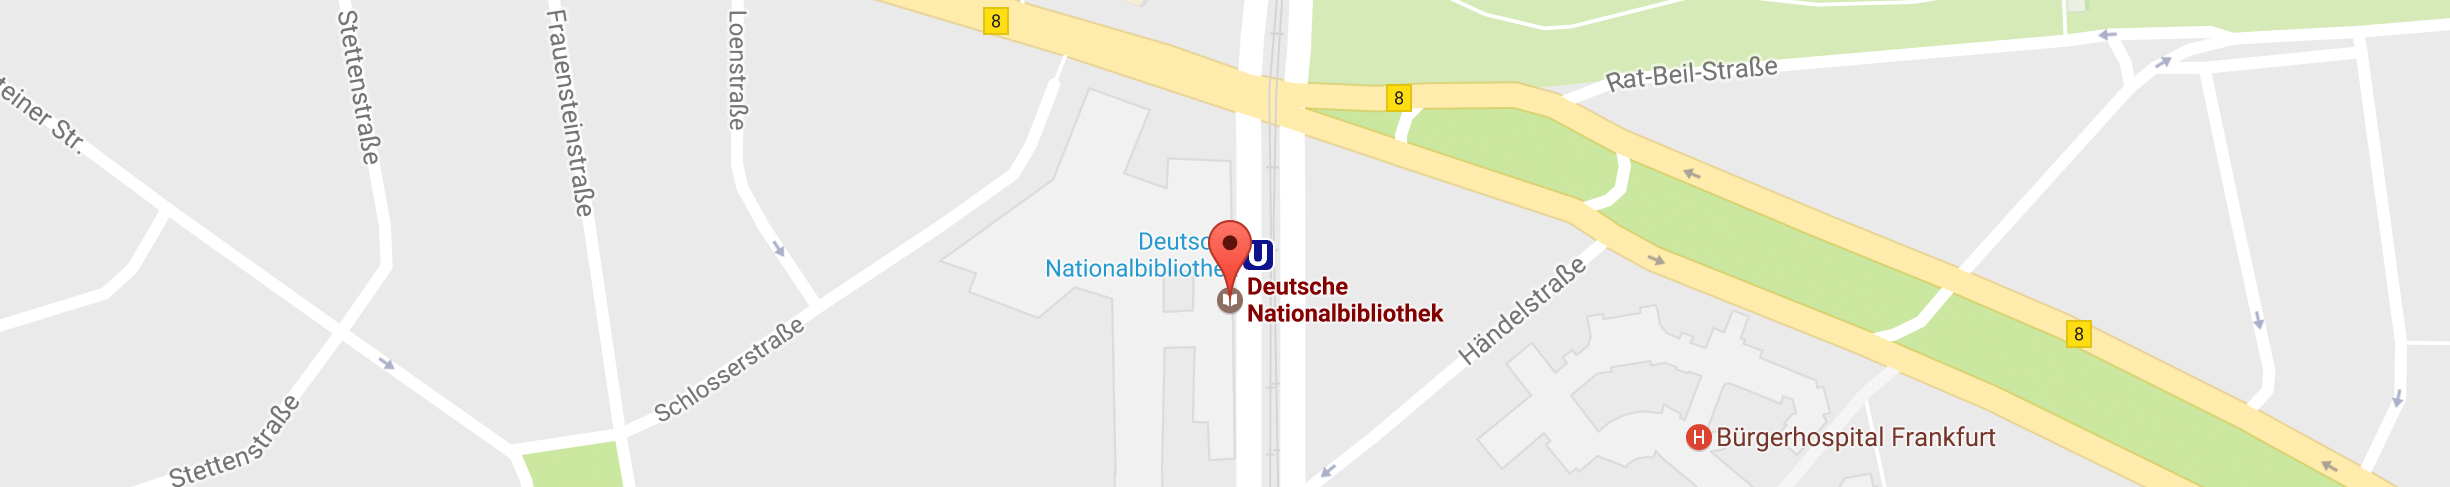 8
Stettenstraße
Frauensteinstraße
Loenstraße
Rat-Beil-Straße
8
teiner Str.
Deutsc
Nationalbibliothe
U
Deutsche
Nationalbibliothek
Händelstraße
8
Schlosserstraße
Stettenstraße
H Bürgerhospital Frankfurt